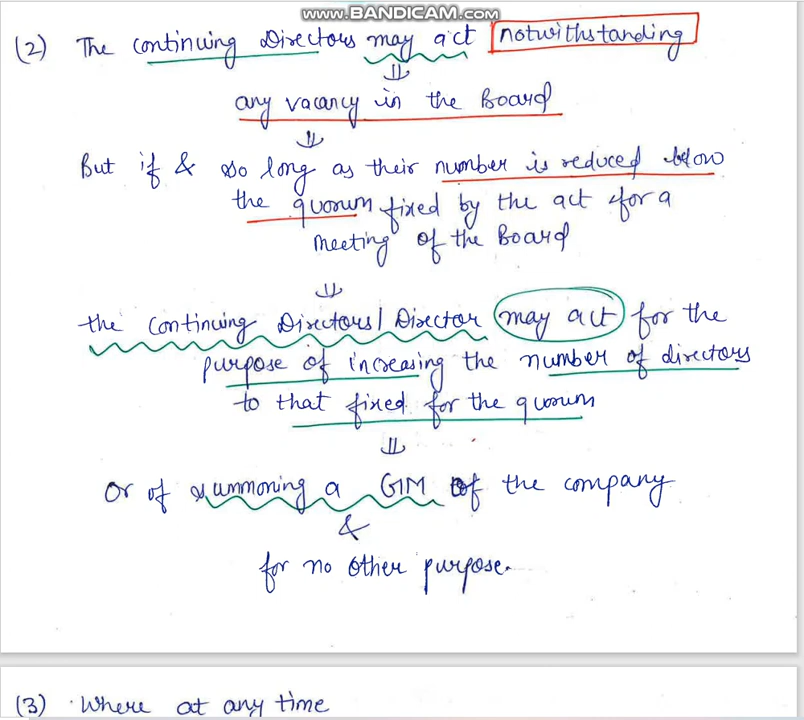 www.BANDICAM.com
(2) The continuing Directors may act notwithstanding
⇓
any vacancy in the Board
⇓
But if & so long as their number is reduced below
the quorum fixed by the act for a
meeting of the Board
⇓
the continuing Directors/Director may act for the
purpose of increasing the number of directors
to that fixed for the quorum
⇓
Or of summoning a GM of the company
&
for no other purpose.
(3) Where at any time